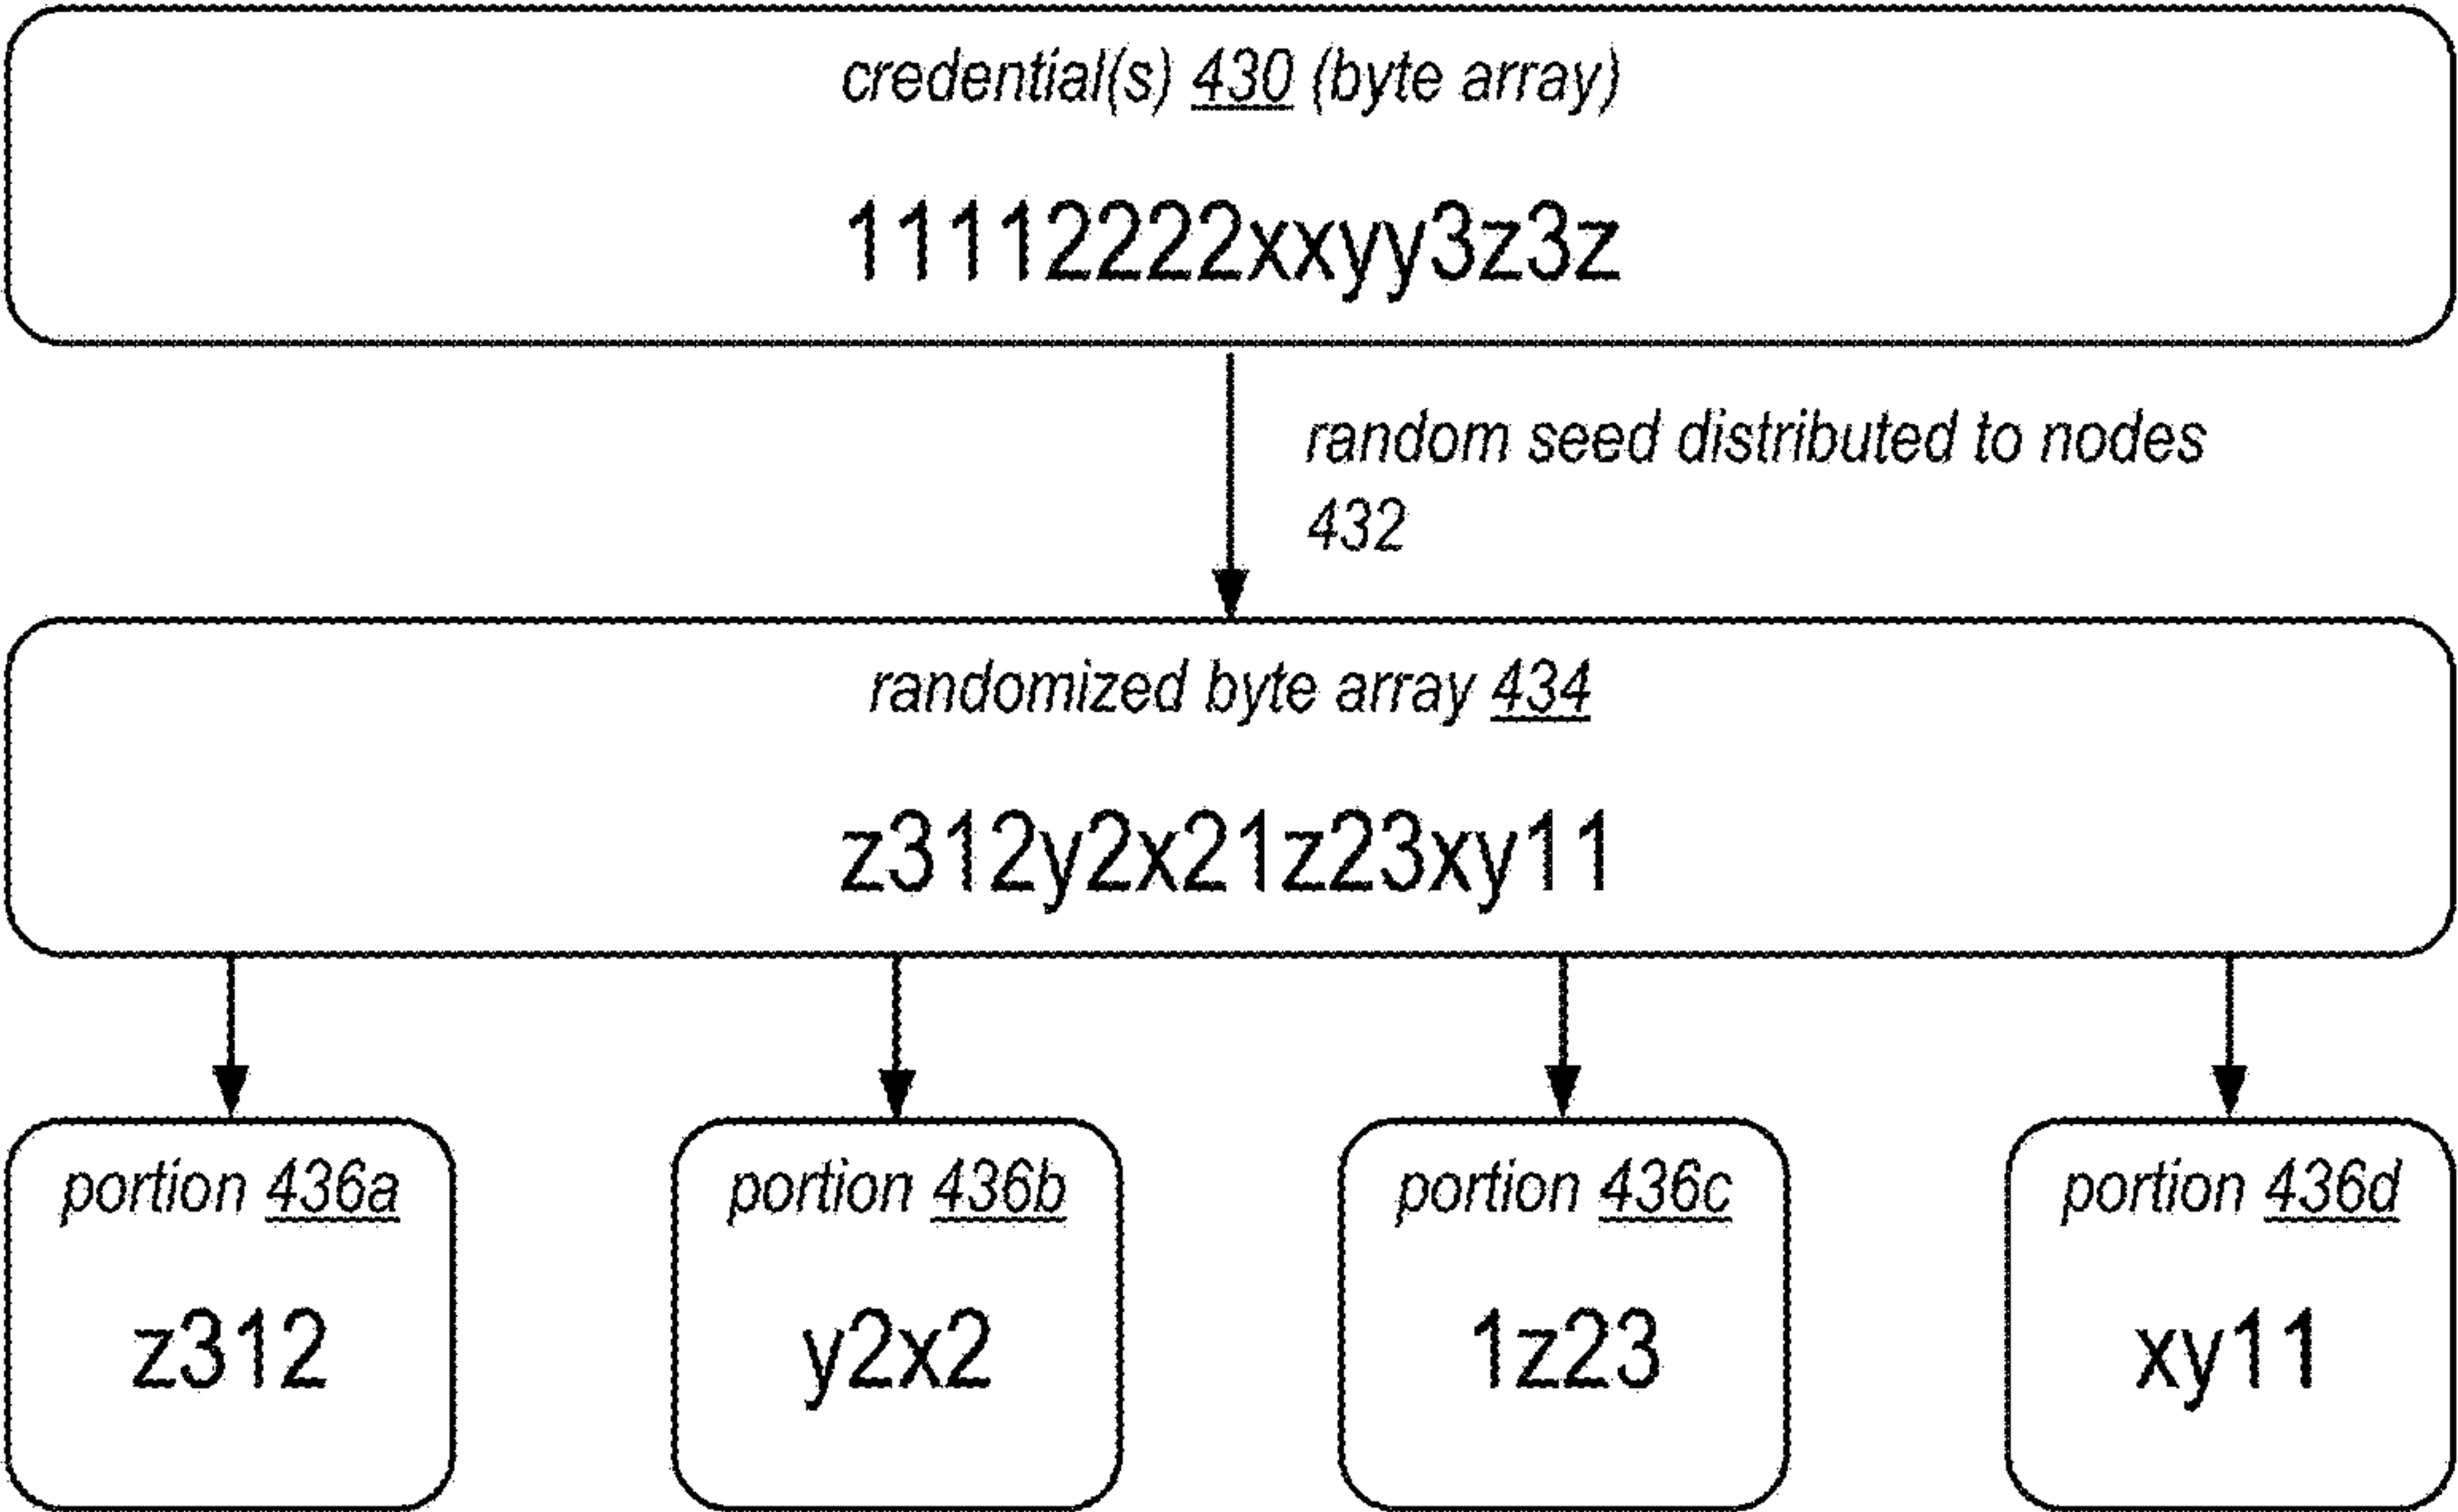 credential(s) 430 (byte array)
11112222xxyy3z3z
random seed distributed to nodes
432
randomized byte array 434
z312y2x21z23xy11
portion 436a
z312
portion 436b
y2x2
portion 436c
1z23
portion 436d
xy11